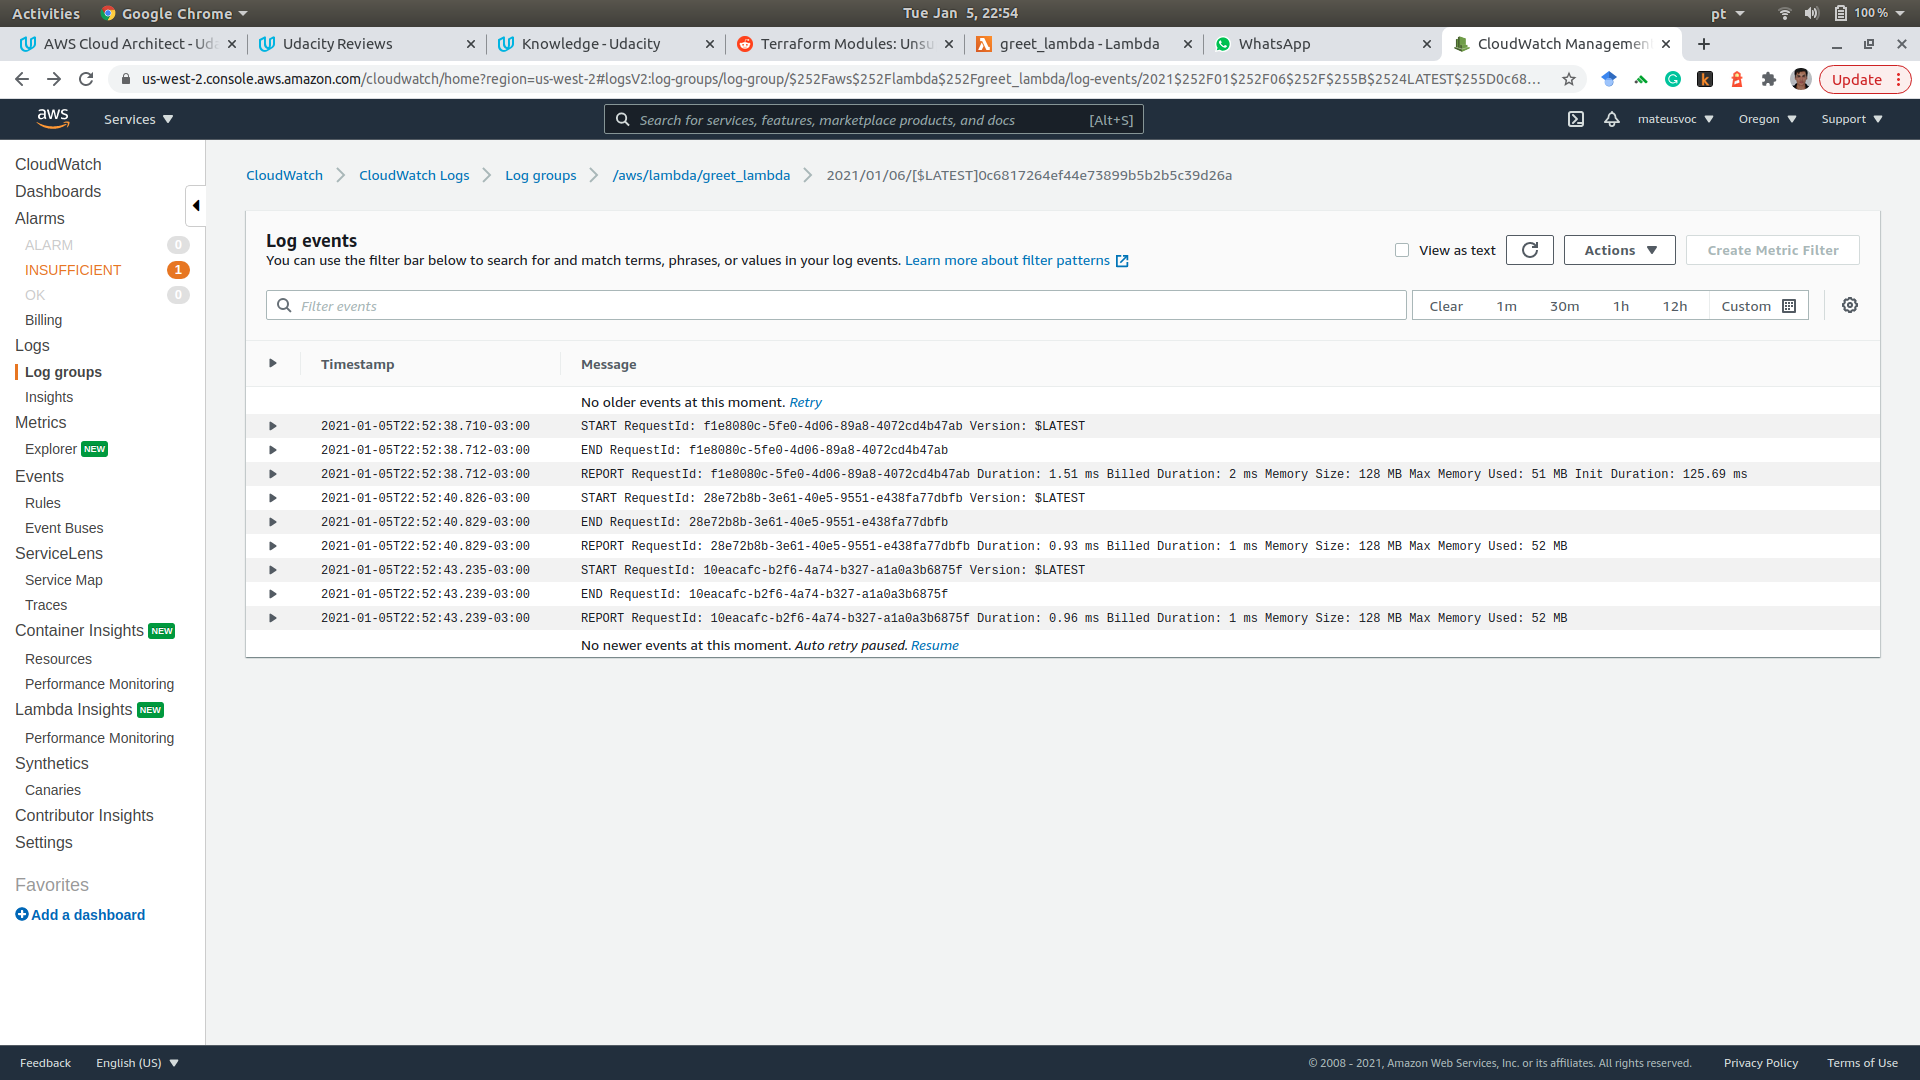 Activities
Google Chrome
Tue Jan 5, 22:54
pt
100 %
AWS Cloud Architect - Uda
Udacity Reviews
Knowledge - Udacity
Terraform Modules: Unsu
greet_lambda - Lambda
WhatsApp
CloudWatch Managemen
us-west-2.console.aws.amazon.com/cloudwatch/home?region=us-west-2#logsV2:log-groups/log-group/$252Faws$252Flambda$252Fgreet_lambda/log-events/2021$252F01$252F06$252F$255B$2524LATEST$255D0c68...
Update
aws
Services
Search for services, features, marketplace products, and docs
[Alt+S]
mateusvoc
Oregon
Support
CloudWatch
Dashboards
Alarms
ALARM 0
INSUFFICIENT 1
OK 0
Billing
Logs
Log groups
Insights
Metrics
Explorer NEW
Events
Rules
Event Buses
ServiceLens
Service Map
Traces
Container Insights NEW
Resources
Performance Monitoring
Lambda Insights NEW
Performance Monitoring
Synthetics
Canaries
Contributor Insights
Settings
Favorites
Add a dashboard
CloudWatch
CloudWatch Logs
Log groups
/aws/lambda/greet_lambda
2021/01/06/[$LATEST]0c6817264ef44e73899b5b2b5c39d26a
Log events
You can use the filter bar below to search for and match terms, phrases, or values in your log events. Learn more about filter patterns
View as text
Actions
Create Metric Filter
Filter events
Clear
1m
30m
1h
12h
Custom
Timestamp
Message
No older events at this moment. Retry
2021-01-05T22:52:38.710-03:00 START RequestId: f1e8080c-5fe0-4d06-89a8-4072cd4b47ab Version: $LATEST
2021-01-05T22:52:38.712-03:00 END RequestId: f1e8080c-5fe0-4d06-89a8-4072cd4b47ab
2021-01-05T22:52:38.712-03:00 REPORT RequestId: f1e8080c-5fe0-4d06-89a8-4072cd4b47ab Duration: 1.51 ms Billed Duration: 2 ms Memory Size: 128 MB Max Memory Used: 51 MB Init Duration: 125.69 ms
2021-01-05T22:52:40.826-03:00 START RequestId: 28e72b8b-3e61-40e5-9551-e438fa77dbfb Version: $LATEST
2021-01-05T22:52:40.829-03:00 END RequestId: 28e72b8b-3e61-40e5-9551-e438fa77dbfb
2021-01-05T22:52:40.829-03:00 REPORT RequestId: 28e72b8b-3e61-40e5-9551-e438fa77dbfb Duration: 0.93 ms Billed Duration: 1 ms Memory Size: 128 MB Max Memory Used: 52 MB
2021-01-05T22:52:43.235-03:00 START RequestId: 10eacafc-b2f6-4a74-b327-a1a0a3b6875f Version: $LATEST
2021-01-05T22:52:43.239-03:00 END RequestId: 10eacafc-b2f6-4a74-b327-a1a0a3b6875f
2021-01-05T22:52:43.239-03:00 REPORT RequestId: 10eacafc-b2f6-4a74-b327-a1a0a3b6875f Duration: 0.96 ms Billed Duration: 1 ms Memory Size: 128 MB Max Memory Used: 52 MB
No newer events at this moment. Auto retry paused. Resume
Feedback
English (US)
© 2008 - 2021, Amazon Web Services, Inc. or its affiliates. All rights reserved.
Privacy Policy
Terms of Use